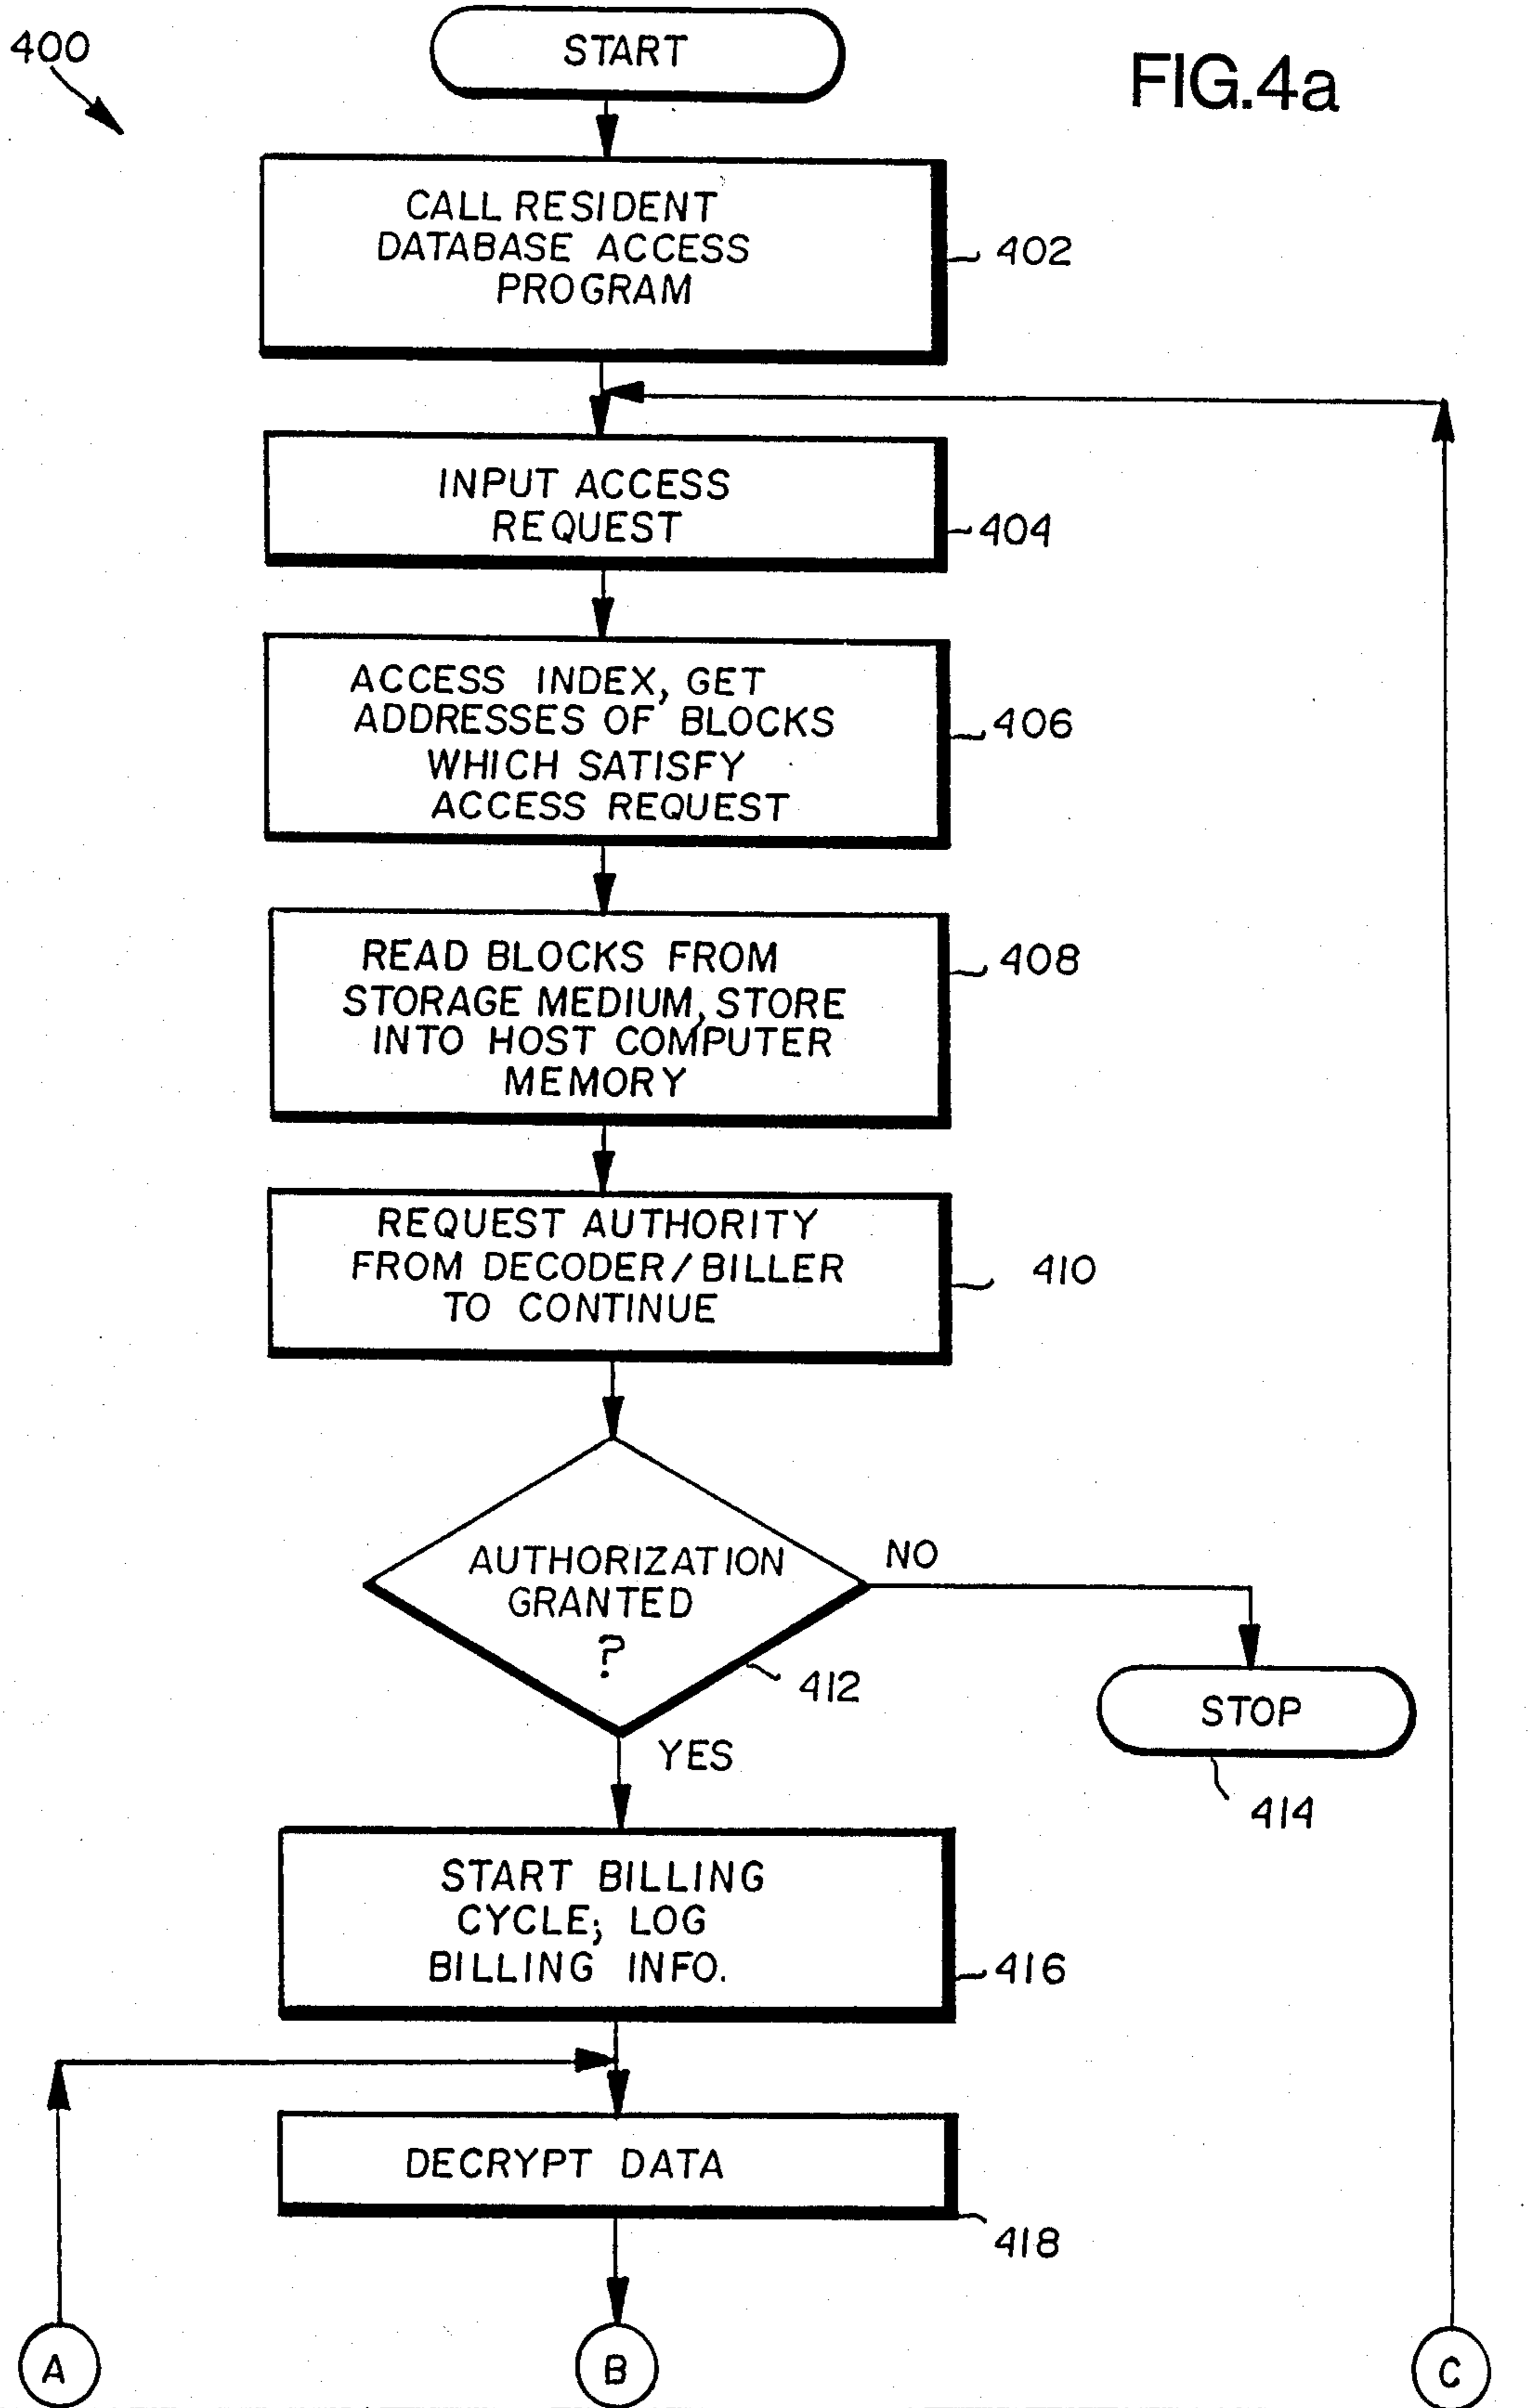 400
START
FIG.4a
CALL RESIDENT
DATABASE ACCESS
PROGRAM
402
INPUT ACCESS
REQUEST
404
ACCESS INDEX, GET
ADDRESSES OF BLOCKS
WHICH SATISFY
ACCESS REQUEST
406
READ BLOCKS FROM
STORAGE MEDIUM, STORE
INTO HOST COMPUTER
MEMORY
408
REQUEST AUTHORITY
FROM DECODER/BILLER
TO CONTINUE
410
AUTHORIZATION
GRANTED
?
412
NO
STOP
414
YES
START BILLING
CYCLE; LOG
BILLING INFO.
416
DECRYPT DATA
418
A
B
C